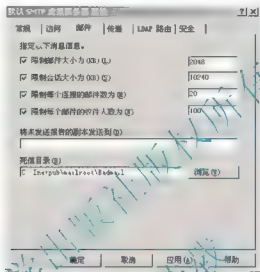 默认 SMTP 虚拟服务器 属性
常规 访问 邮件 传递 LDAP 路由 安全
指定以下消息信息。
限制邮件大小为(KB)(L) 2048
限制会话大小为(KB) 10240
限制每个连接的邮件数为 20
限制每个邮件的收件人数为 100
将未发送报告的副本发送到
死信目录
C: Inetpub\mailroot\Badmail
浏览
确定 取消 应用(A) 帮助